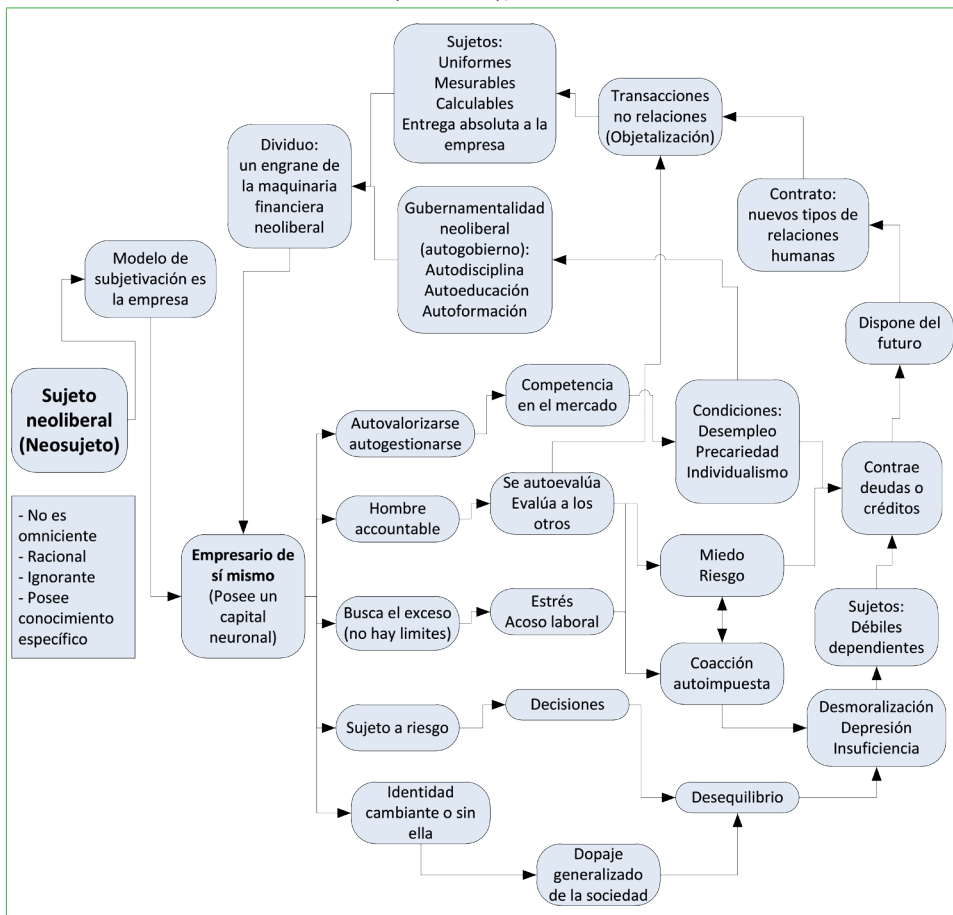 Sujetos:
Uniformes
Mesurables
Calculables
Entrega absoluta a la
empresa
Transacciones
no relaciones
(Objetalización)
Dividuo:
un engrane de
la maquinaria
financiera
neoliberal
Gubernamentalidad
neoliberal
(autogobierno):
Autodisciplina
Autoeducación
Autoformación
Contrato:
nuevos tipos de
relaciones
humanas
Modelo de
subjetivación es
la empresa
Dispone del
futuro
Sujeto
neoliberal
(Neosujeto)
Autovalorizarse
autogestionarse
Competencia
en el mercado
Condiciones:
Desempleo
Precariedad
Individualismo
Contrae
deudas o
créditos
- No es
omniciente
- Racional
- Ignorante
- Posee
conocimiento
específico
Empresario de
sí mismo
(Posee un
capital
neuronal)
Hombre
accountable
Se autoevalúa
Evalúa a los
otros
Miedo
Riesgo
Busca el exceso
(no hay limites)
Estrés
Acoso laboral
Coacción
autoimpuesta
Sujetos:
Débiles
dependientes
Sujeto a riesgo
Decisiones
Desmoralización
Depresión
Insuficiencia
Identidad
cambiante o sin
ella
Desequilibrio
Dopaje
generalizado
de la sociedad